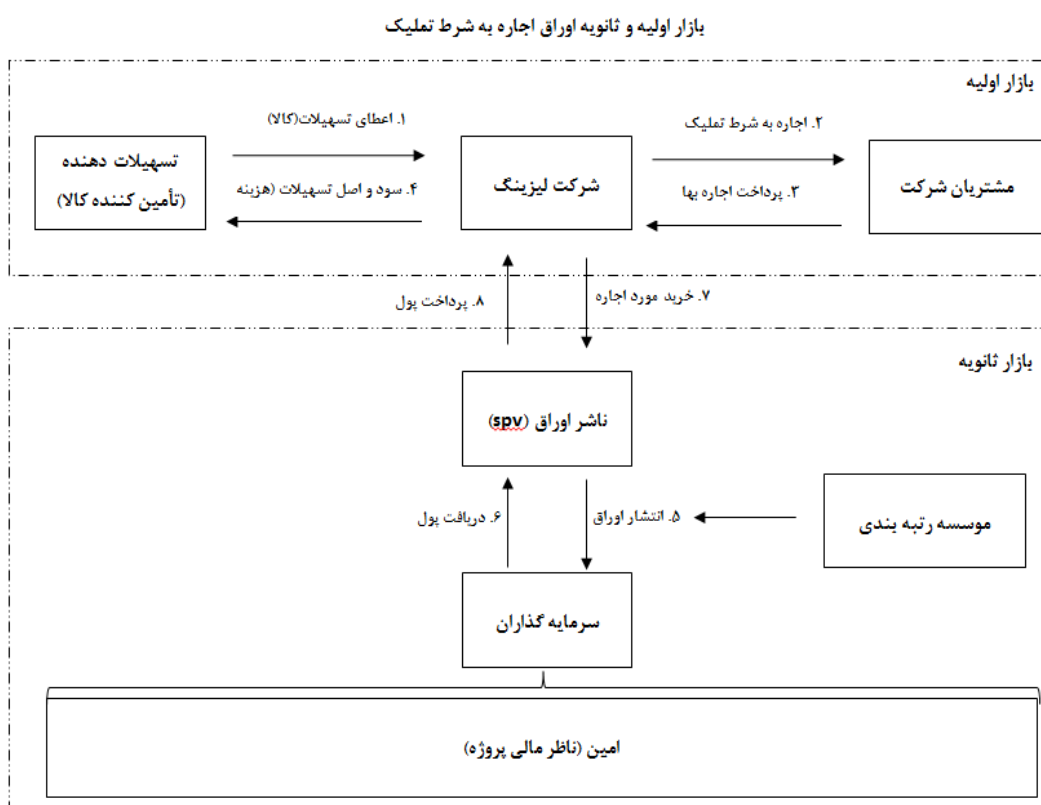 بازار اولیه و ثانویه اوراق اجاره به شرط تملیک
بازار اولیه
مشتریان شرکت
۲. اجاره به شرط تملیک
۳. پرداخت اجاره بها
شرکت لیزینگ
۱. اعطای تسهیلات(کالا)
۴. سود و اصل تسهیلات (هزینه
تسهیلات دهنده
(تأمین کننده کالا)
۷. خرید مورد اجاره
۸. پرداخت پول
بازار ثانویه
ناشر اوراق (spv)
۵. انتشار اوراق
۶. دریافت پول
موسسه رتبه بندی
سرمایه گذاران
امین (ناظر مالی پروژه)